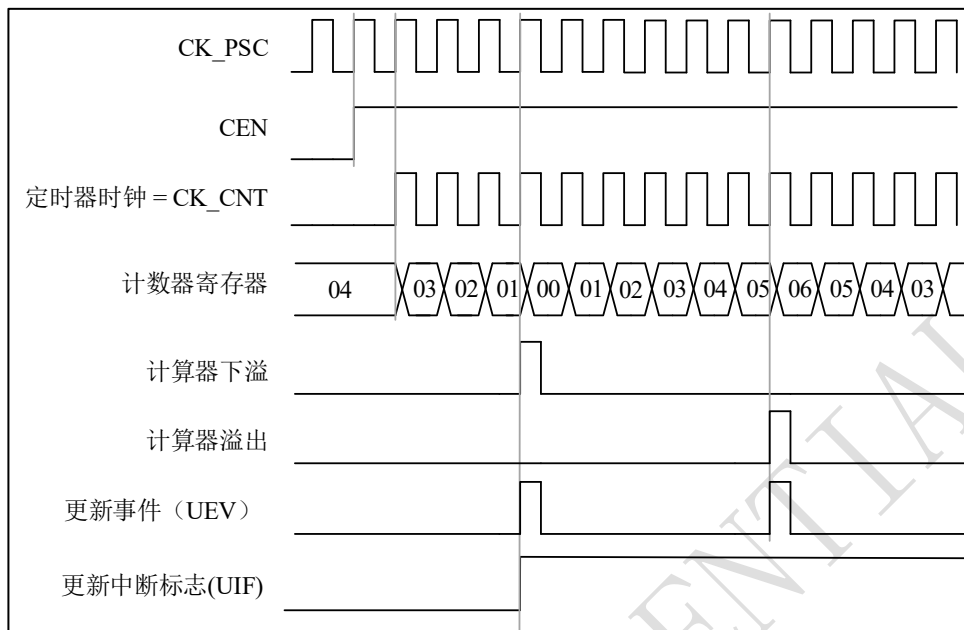 CK_PSC
CEN
定时器时钟 = CK_CNT
计数器寄存器
04 03 02 01 00 01 02 03 04 05 06 05 04 03
计算器下溢
计算器溢出
更新事件（UEV）
更新中断标志(UIF)
ENTIAL